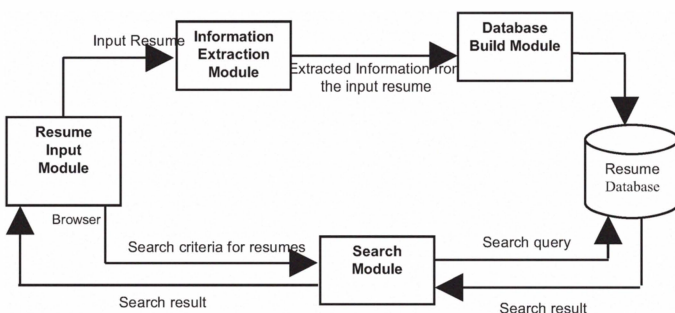 Input Resume
Information
Extraction
Module
Database
Build Module
Extracted Information from
the input resume
Resume
Input
Module
Resume
Database
Browser
Search criteria for resumes
Search
Module
Search query
Search result
Search result